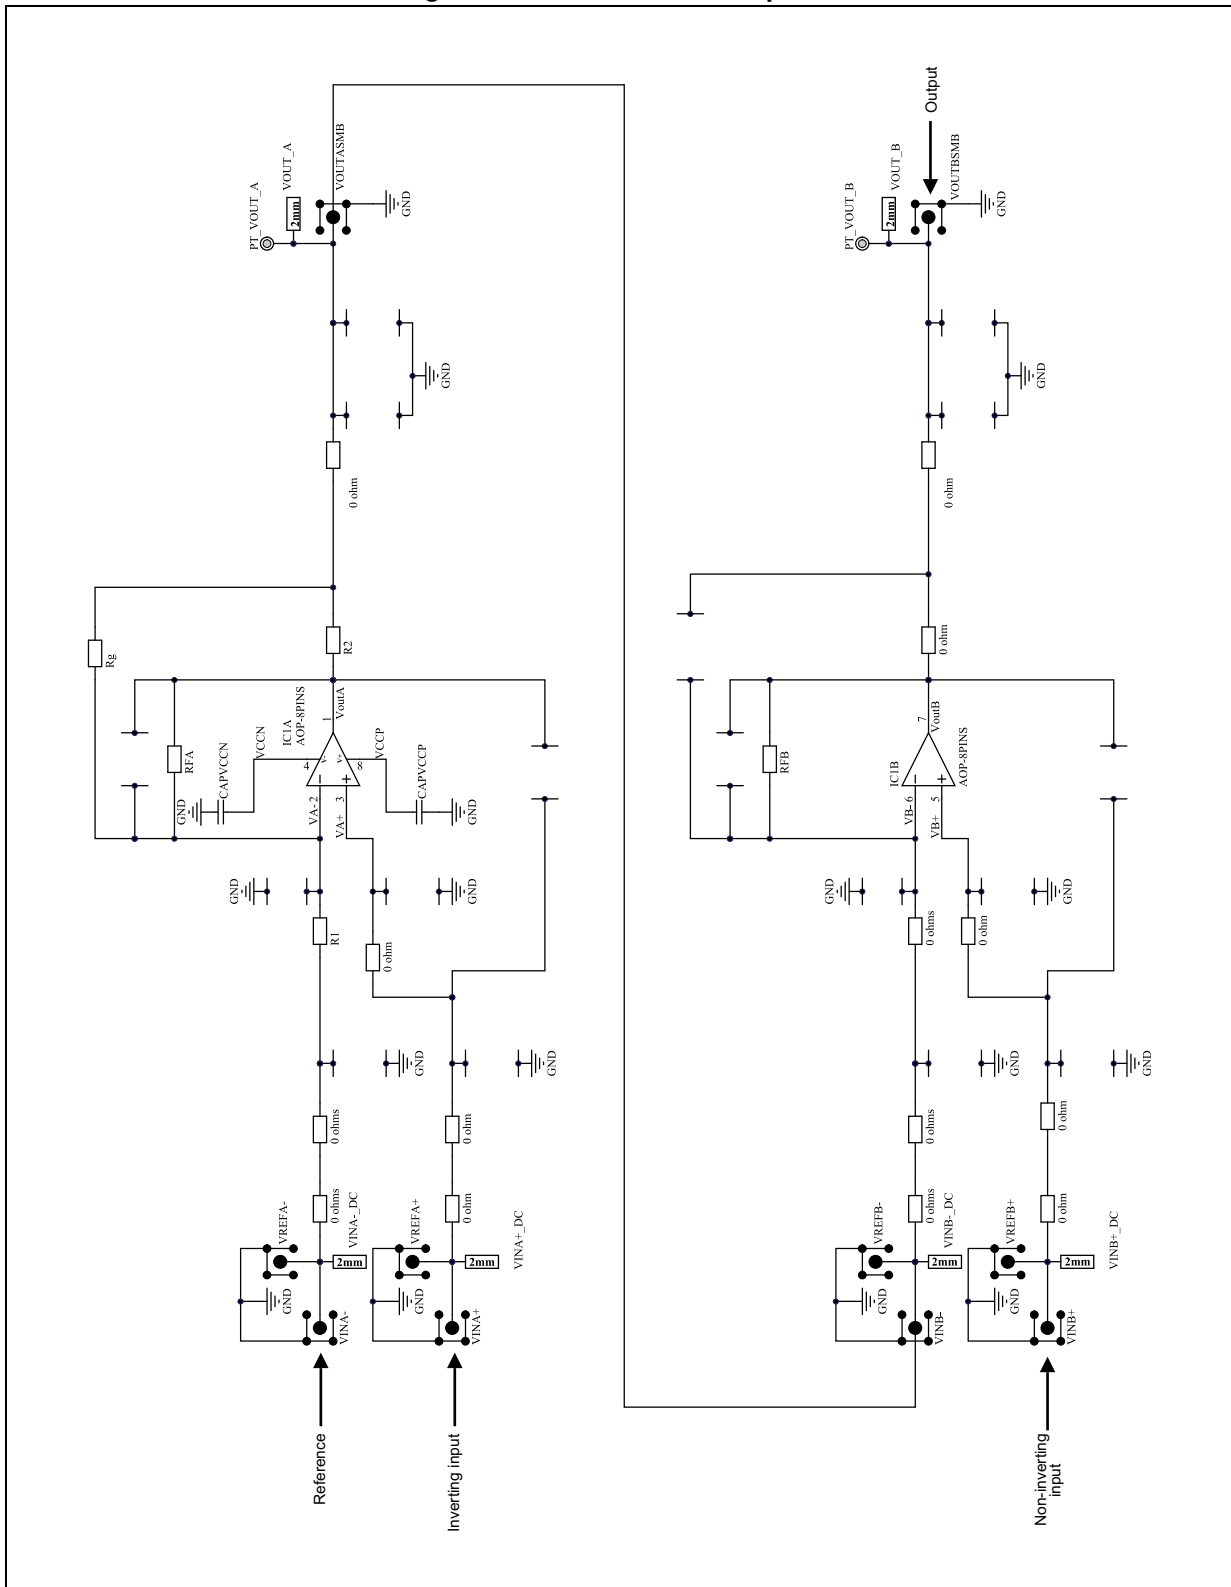 Output
PT_VOUT_A
VOUT_A
VOUTASMB
2mm
GND
PT_VOUT_B
VOUT_B
VOUTBSMB
2mm
GND
GND
GND
0 ohm
0 ohm
Rg
R2
0 ohm
RFA
CAPVCCN
GND
VCCN
IC1A
AOP-8PINS
VoutA
1
4
V-
V+
8
VCCP
CAPVCCP
GND
VA- 2
VA+ 3
RFB
IC1B
VoutB
7
AOP-8PINS
VB- 6
VB+ 5
GND
GND
R1
0 ohm
GND
GND
0 ohms
0 ohm
GND
GND
GND
GND
0 ohms
0 ohm
0 ohms
0 ohm
0 ohms
0 ohm
0 ohms
0 ohm
VREFA-
VINA-_DC
2mm
GND
VINA-
VREFA+
VINA+_DC
2mm
GND
VINA+
VREFB-
VINB-_DC
2mm
GND
VINB-
VREFB+
VINB+_DC
2mm
GND
VINB+
Reference
Inverting input
Non-inverting
input